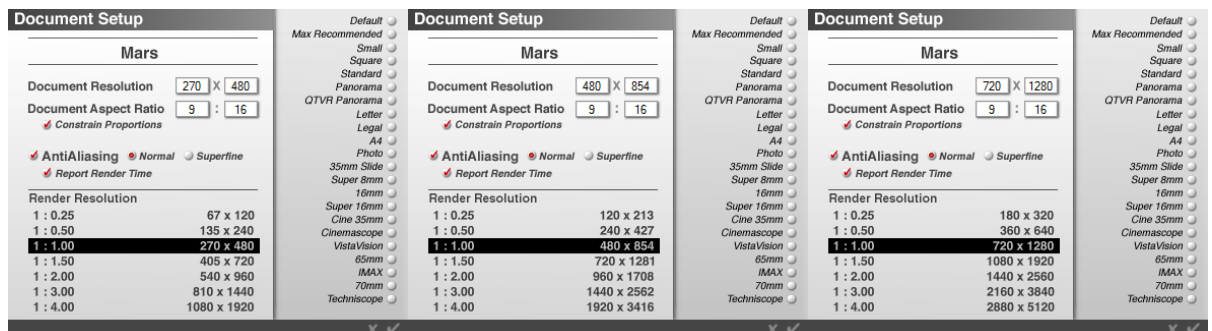 Document Setup
Mars
Document Resolution 270 X 480
Document Aspect Ratio 9 : 16
Constrain Proportions
AntiAliasing Normal Superfine
Report Render Time
Render Resolution
1 : 0.25 67 x 120
1 : 0.50 135 x 240
1 : 1.00 270 x 480
1 : 1.50 405 x 720
1 : 2.00 540 x 960
1 : 3.00 810 x 1440
1 : 4.00 1080 x 1920
Default
Max Recommended
Small
Square
Standard
Panorama
QTVR Panorama
Letter
Legal
A4
Photo
35mm Slide
Super 8mm
16mm
Super 16mm
Cine 35mm
Cinemascope
VistaVision
65mm
IMAX
70mm
Techniscope
Document Setup
Mars
Document Resolution 480 X 854
Document Aspect Ratio 9 : 16
Constrain Proportions
AntiAliasing Normal Superfine
Report Render Time
Render Resolution
1 : 0.25 120 x 213
1 : 0.50 240 x 427
1 : 1.00 480 x 854
1 : 1.50 720 x 1281
1 : 2.00 960 x 1708
1 : 3.00 1440 x 2562
1 : 4.00 1920 x 3416
Default
Max Recommended
Small
Square
Standard
Panorama
QTVR Panorama
Letter
Legal
A4
Photo
35mm Slide
Super 8mm
16mm
Super 16mm
Cine 35mm
Cinemascope
VistaVision
65mm
IMAX
70mm
Techniscope
Document Setup
Mars
Document Resolution 720 X 1280
Document Aspect Ratio 9 : 16
Constrain Proportions
AntiAliasing Normal Superfine
Report Render Time
Render Resolution
1 : 0.25 180 x 320
1 : 0.50 360 x 640
1 : 1.00 720 x 1280
1 : 1.50 1080 x 1920
1 : 2.00 1440 x 2560
1 : 3.00 2160 x 3840
1 : 4.00 2880 x 5120
Default
Max Recommended
Small
Square
Standard
Panorama
QTVR Panorama
Letter
Legal
A4
Photo
35mm Slide
Super 8mm
16mm
Super 16mm
Cine 35mm
Cinemascope
VistaVision
65mm
IMAX
70mm
Techniscope